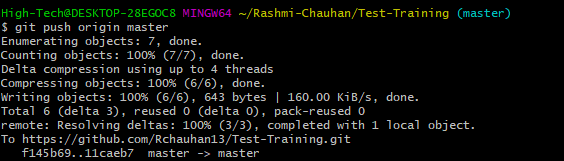 High-Tech@DESKTOP-28EGOC8 MINGW64 ~/Rashmi-Chauhan/Test-Training (master)
$ git push origin master
Enumerating objects: 7, done.
Counting objects: 100% (7/7), done.
Delta compression using up to 4 threads
Compressing objects: 100% (6/6), done.
Writing objects: 100% (6/6), 643 bytes | 160.00 KiB/s, done.
Total 6 (delta 3), reused 0 (delta 0), pack-reused 0
remote: Resolving deltas: 100% (3/3), completed with 1 local object.
To https://github.com/Rchauhan13/Test-Training.git
f145b69..11caeb7 master -> master